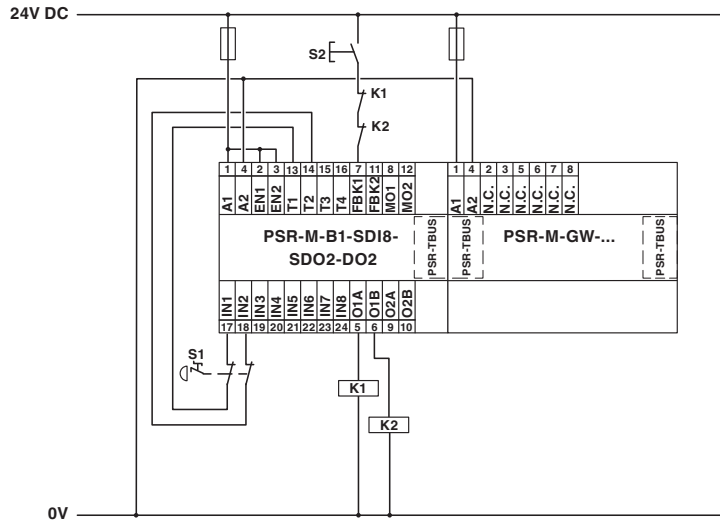 24V DC
S2
K1
K2
1 4 2 3 13 14 15 16 7 11 8 12
A1 A2 EN1 EN2 T1 T2 T3 T4 FBK1 FBK2 MO1 MO2
1 4 2 3 5 6 7 8
A1 A2 N.C. N.C. N.C. N.C. N.C. N.C.
PSR-M-B1-SDI8-
SDO2-DO2
PSR-TBUS
PSR-TBUS
PSR-M-GW-...
PSR-TBUS
IN1 IN2 IN3 IN4 IN5 IN6 IN7 IN8 O1A O1B O2A O2B
17 18 19 20 21 22 23 24 5 6 9 10
S1
K1
K2
0V